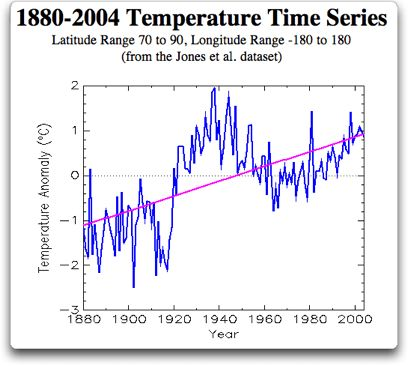 1880-2004 Temperature Time Series
Latitude Range 70 to 90, Longitude Range -180 to 180
(from the Jones et al. dataset)
2
1
0
−1
−2
−3
Temperature Anomaly (°C)
1880 1900 1920 1940 1960 1980 2000
Year